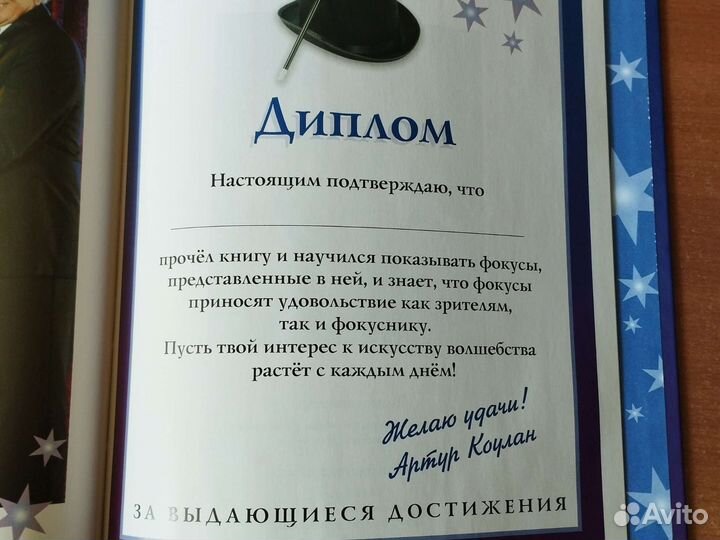 Диплом
Настоящим подтверждаю, что
прочёл книгу и научился показывать фокусы,
представленные в ней, и знает, что фокусы
приносят удовольствие как зрителям,
так и фокуснику.
Пусть твой интерес к искусству волшебства
растёт с каждым днём!
Желаю удачи!
Артур Коулан
ЗА ВЫДАЮЩИЕСЯ ДОСТИЖЕНИЯ
Avito